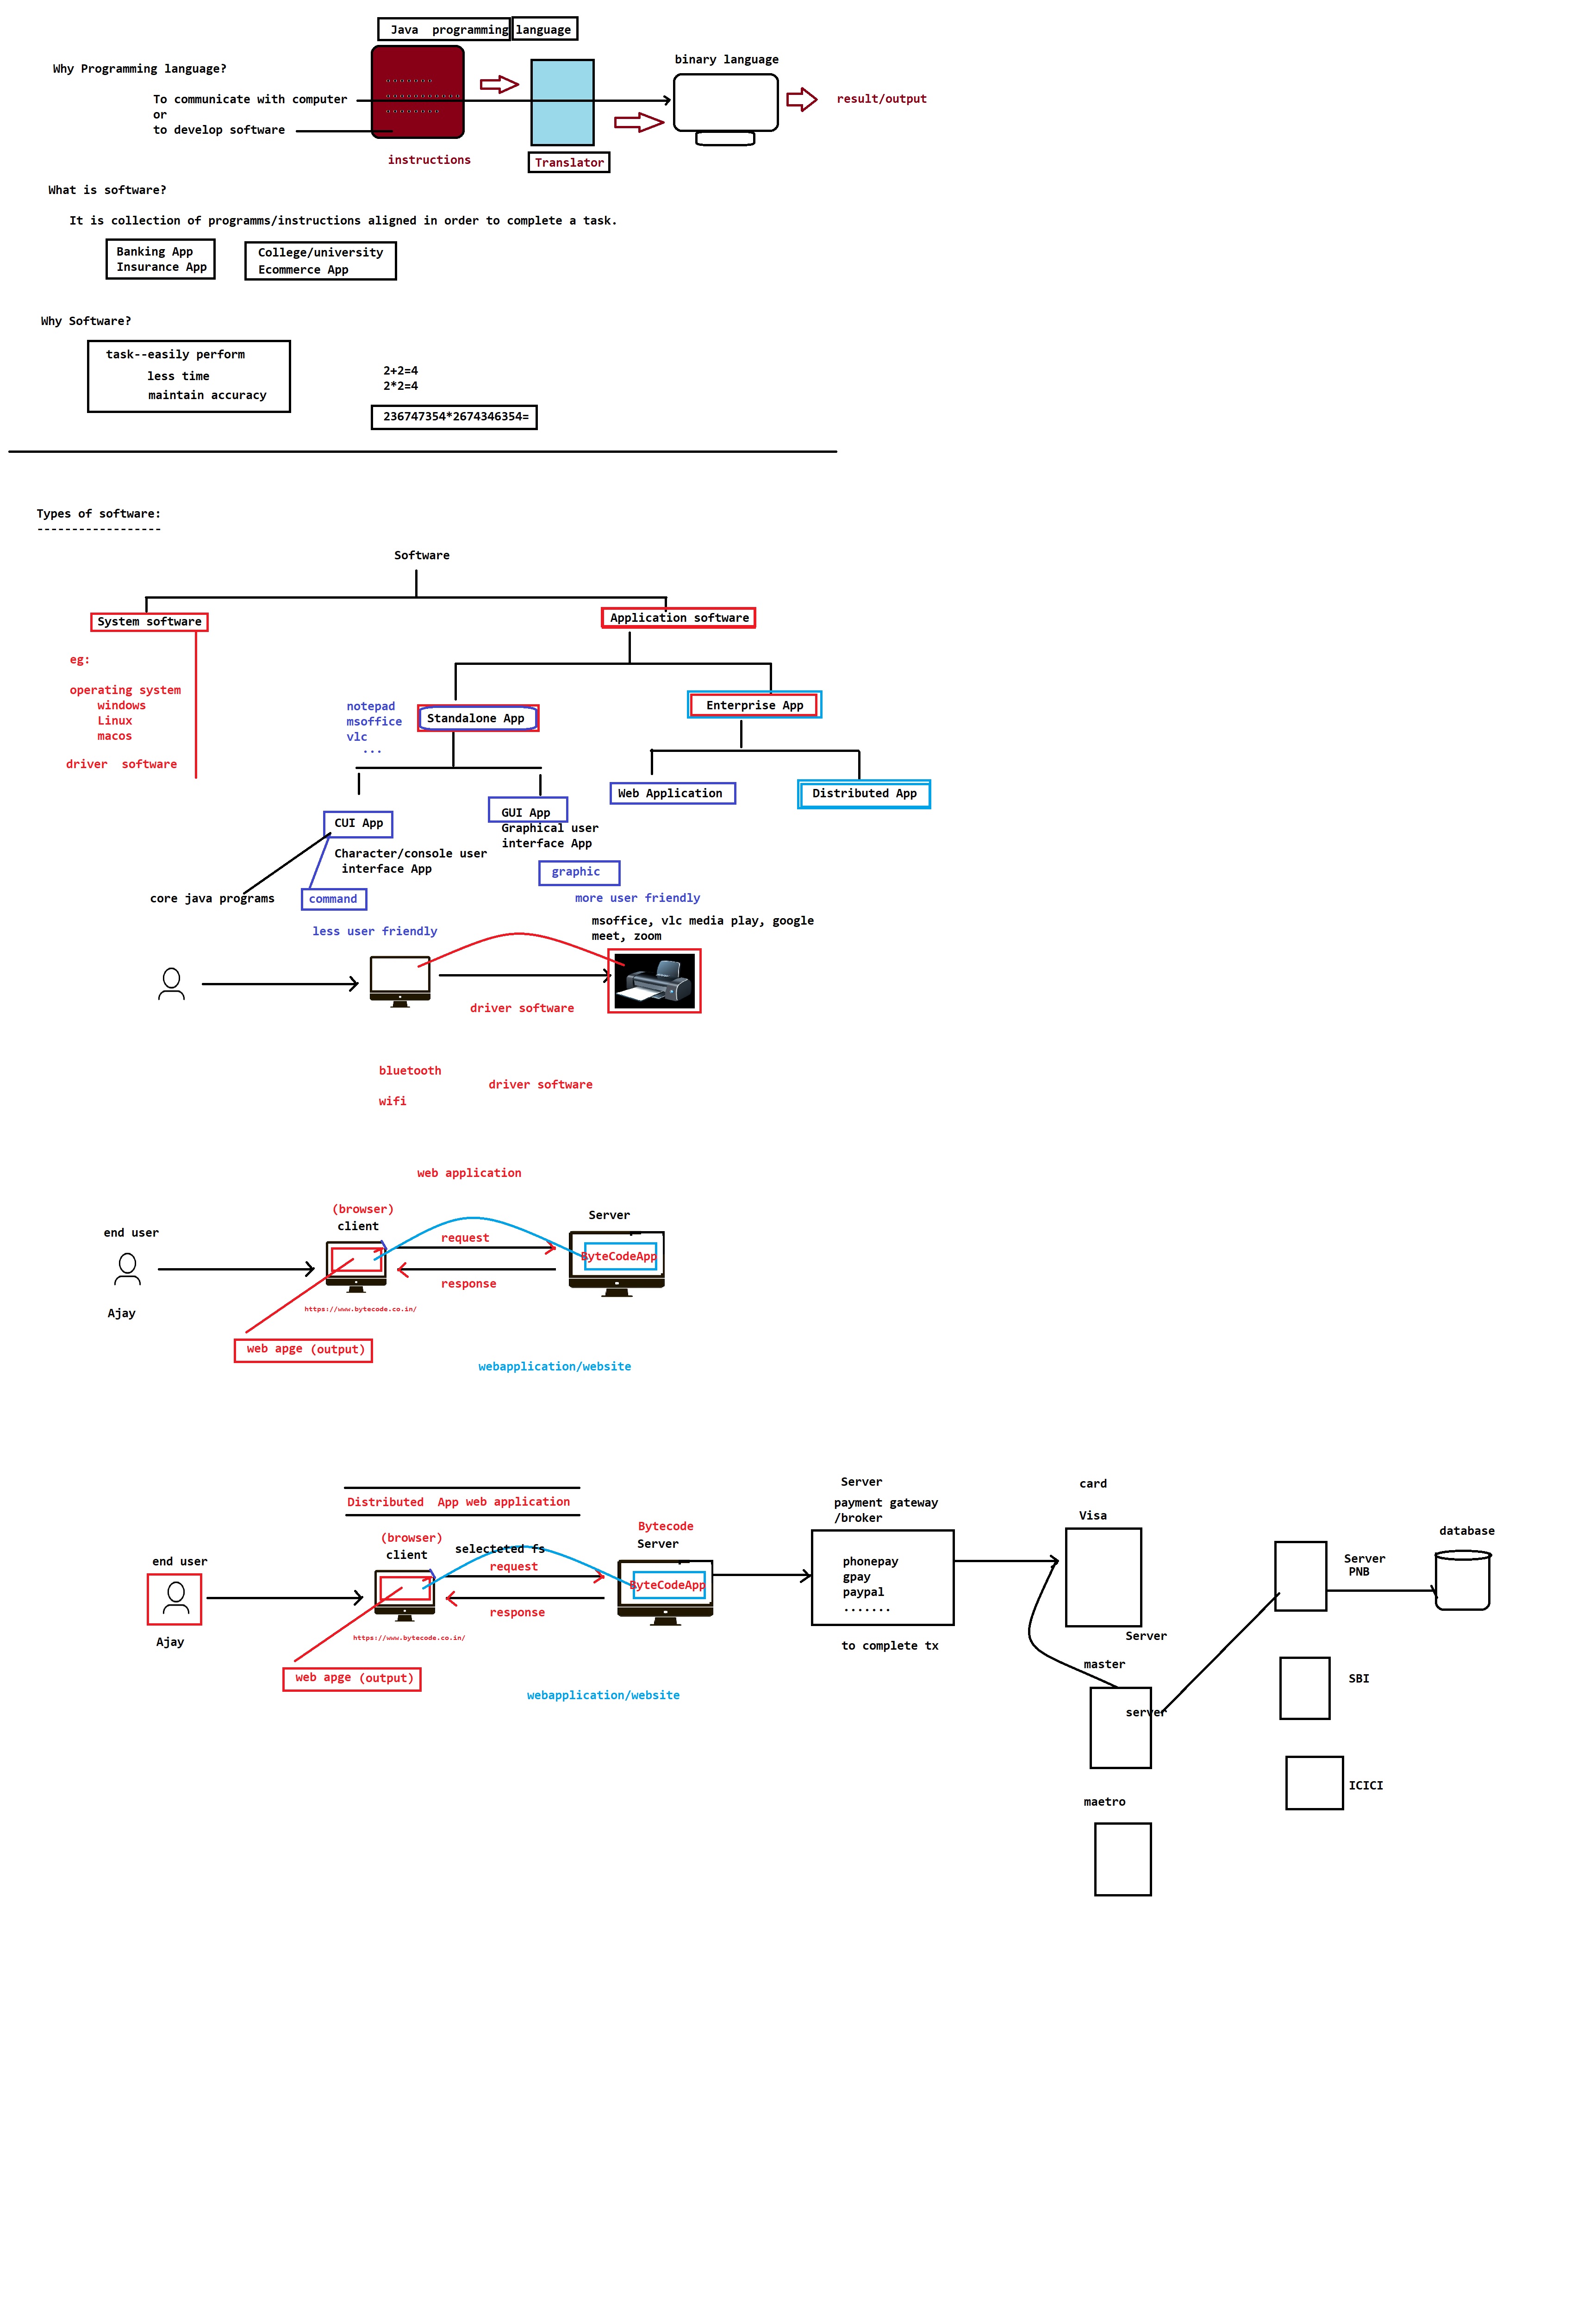 Java  programming language
Why Programming language?
binary language
To communicate with computer
or
to develop software
result/output
instructions
Translator
What is software?
It is collection of programms/instructions aligned in order to complete a task.
Banking App
Insurance App
College/university
Ecommerce App
Why Software?
task--easily perform
less time
maintain accuracy
2+2=4
2*2=4
236747354*2674346354=
Types of software:
------------------
Software
System software
Application software
eg:
operating system
windows
Linux
macos
driver  software
notepad
msoffice
vlc
...
Standalone App
Enterprise App
Web Application
Distributed App
CUI App
Character/console user
interface App
GUI App
Graphical user
interface App
graphic
core java programs
command
less user friendly
more user friendly
msoffice, vlc media play, google
meet, zoom
driver software
bluetooth
driver software
wifi
web application
(browser)
client
Server
end user
request
ByteCodeApp
response
Ajay
https://www.bytecode.co.in/
web apge (output)
webapplication/website
Distributed  App web application
(browser)
client
selecteted fs
Bytecode
Server
end user
request
ByteCodeApp
response
Ajay
https://www.bytecode.co.in/
web apge (output)
webapplication/website
Server
payment gateway
/broker
phonepay
gpay
paypal
.......
to complete tx
card
Visa
Server
master
server
maetro
Server
PNB
SBI
ICICI
database